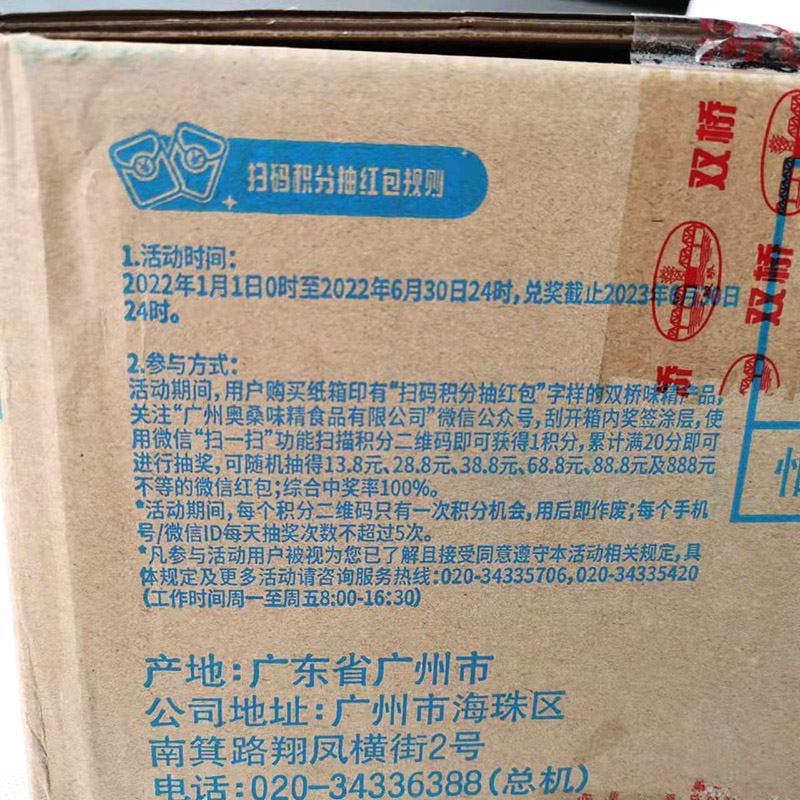 扫码积分抽红包规则
1.活动时间：
2022年1月1日0时至2022年6月30日24时，兑奖截止2023年6月30日
24时。
2.参与方式：
活动期间，用户购买纸箱印有“扫码积分抽红包”字样的双桥味精产品，
关注“广州奥桑味精食品有限公司”微信公众号，刮开箱内奖签涂层，使
用微信“扫一扫”功能扫描积分二维码即可获得1积分，累计满20分即可
进行抽奖，可随机抽得13.8元、28.8元、38.8元、68.8元、88.8元及888元
不等的微信红包；综合中奖率100%。
*活动期间，每个积分二维码只有一次积分机会，用后即作废；每个手机
号/微信ID每天抽奖次数不超过5次。
*凡参与活动用户被视为您已了解且接受同意遵守本活动相关规定，具
体规定及更多活动请咨询服务热线：020-34335706,020-34335420
（工作时间周一至周五8:00-16:30）
产地：广东省广州市
公司地址：广州市海珠区
南箕路翔凤横街2号
电话：020-34336388（总机）
双桥
双桥
桥